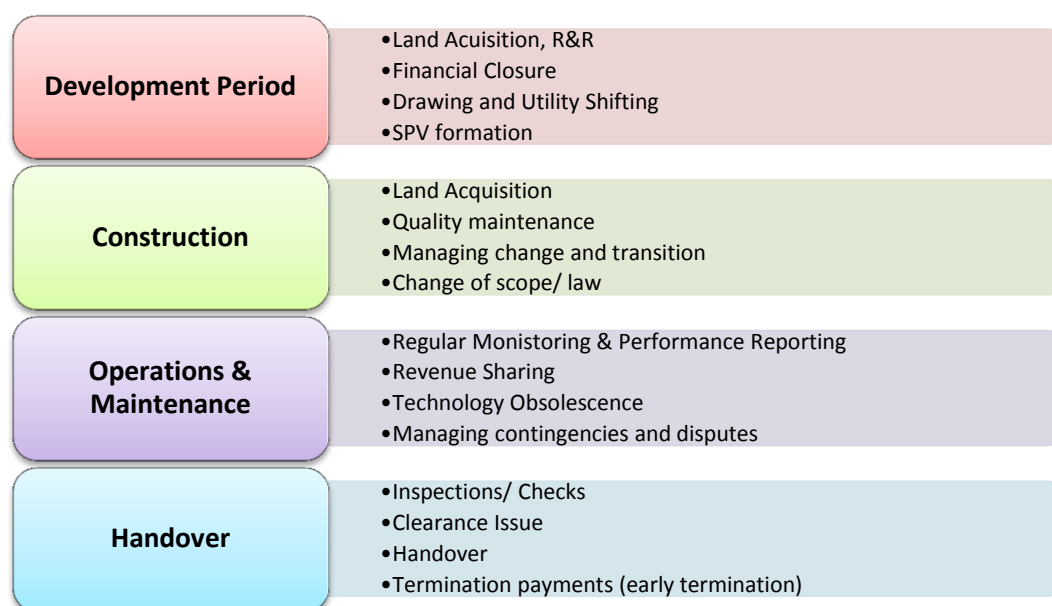 Development Period
•Land Acuisition, R&R
•Financial Closure
•Drawing and Utility Shifting
•SPV formation
Construction
•Land Acquisition
•Quality maintenance
•Managing change and transition
•Change of scope/ law
Operations &
Maintenance
•Regular Monistoring & Performance Reporting
•Revenue Sharing
•Technology Obsolescence
•Managing contingencies and disputes
Handover
•Inspections/ Checks
•Clearance Issue
•Handover
•Termination payments (early termination)